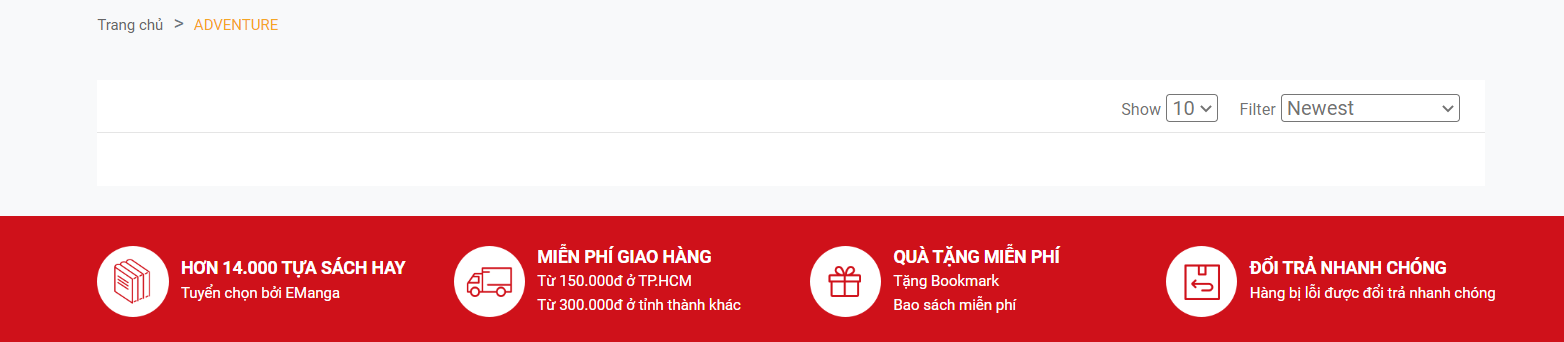 Trang chủ > ADVENTURE
Show 10 Filter Newest
HƠN 14.000 TỰA SÁCH HAY
Tuyển chọn bởi EManga
MIỄN PHÍ GIAO HÀNG
Từ 150.000đ ở TP.HCM
Từ 300.000đ ở tỉnh thành khác
QUÀ TẶNG MIỄN PHÍ
Tặng Bookmark
Bao sách miễn phí
ĐỔI TRẢ NHANH CHÓNG
Hàng bị lỗi được đổi trả nhanh chóng